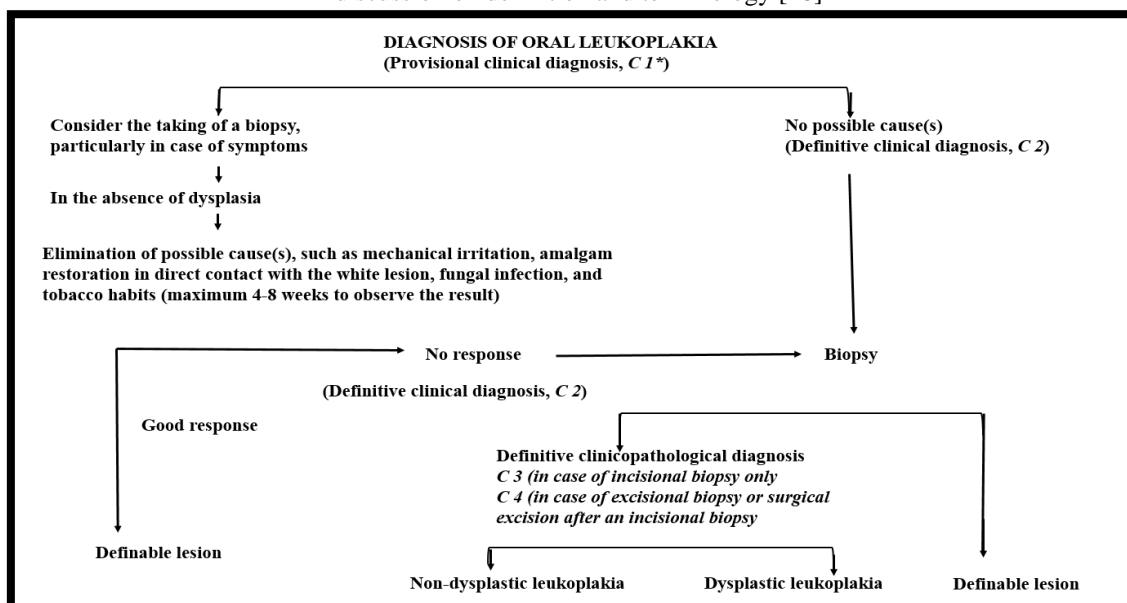 DIAGNOSIS OF ORAL LEUKOPLAKIA
(Provisional clinical diagnosis, C 1*)
Consider the taking of a biopsy,
particularly in case of symptoms
No possible cause(s)
(Definitive clinical diagnosis, C 2)
In the absence of dysplasia
Elimination of possible cause(s), such as mechanical irritation, amalgam
restoration in direct contact with the white lesion, fungal infection, and
tobacco habits (maximum 4-8 weeks to observe the result)
No response
Biopsy
(Definitive clinical diagnosis, C 2)
Good response
Definitive clinicopathological diagnosis
C 3 (in case of incisional biopsy only
C 4 (in case of excisional biopsy or surgical
excision after an incisional biopsy
Definable lesion
Non-dysplastic leukoplakia
Dysplastic leukoplakia
Definable lesion